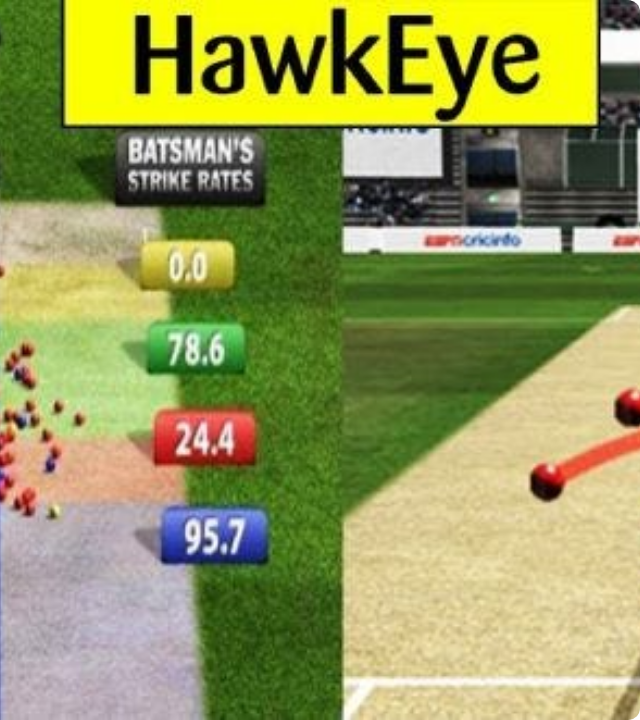 HawkEye
BATSMAN'S
STRIKE RATES
0.0
78.6
24.4
95.7
ESPNcricinfo